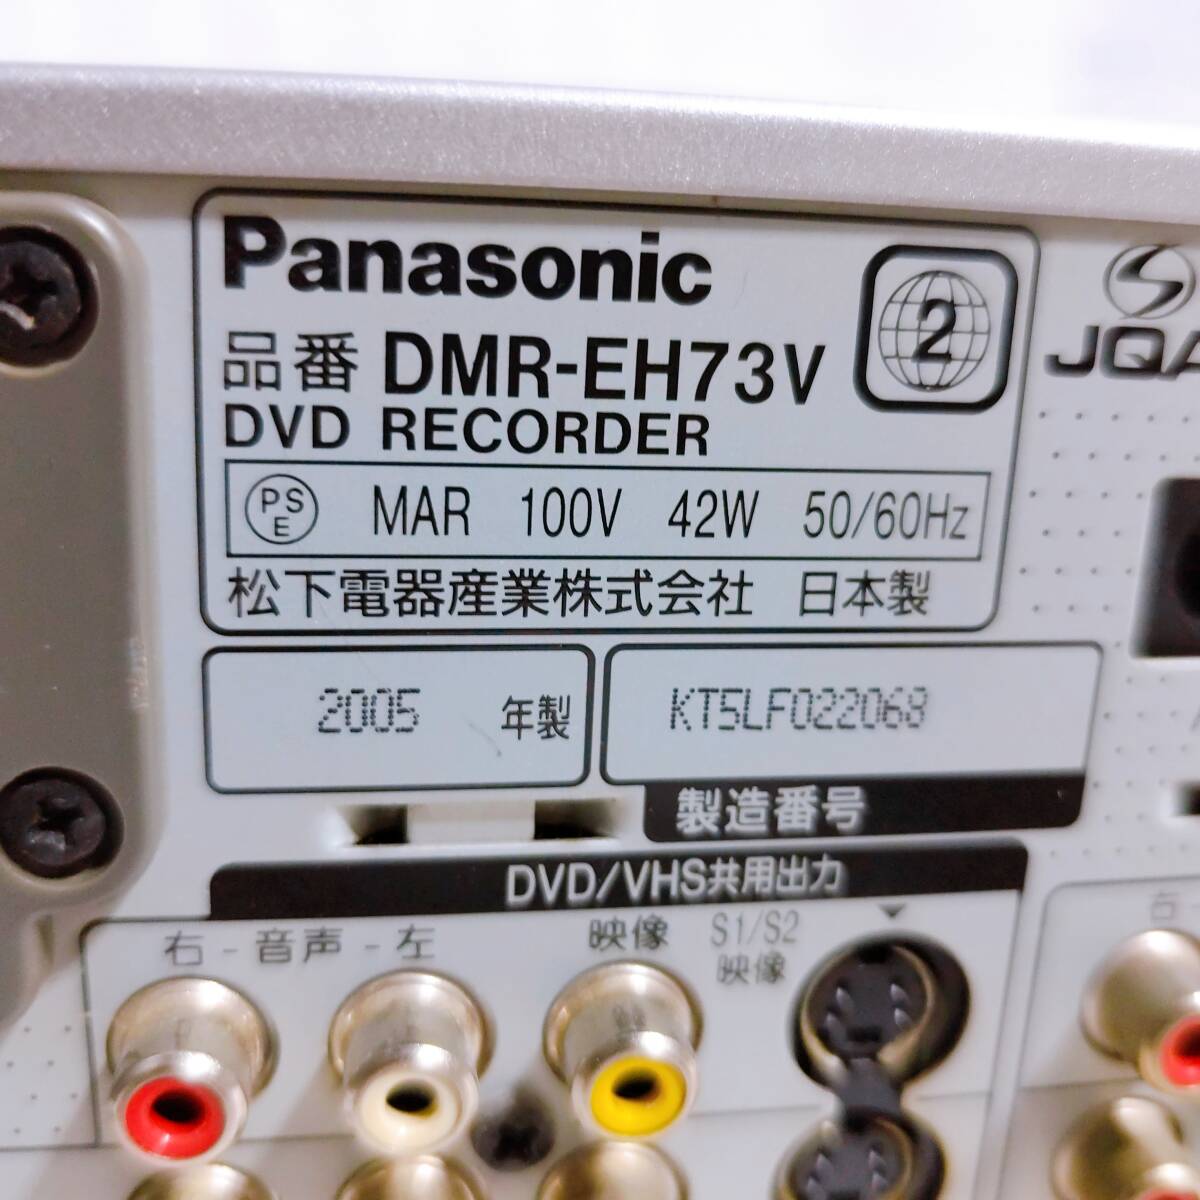 Panasonic
品番 DMR-EH73V
2
DVD RECORDER
PS
E
MAR 100V 42W 50/60Hz
松下電器産業株式会社 日本製
JQA
2005 年製
KT5LF022068
製造番号
DVD/VHS共用出力
右 - 音声 - 左
映像
S1/S2
映像
右 -